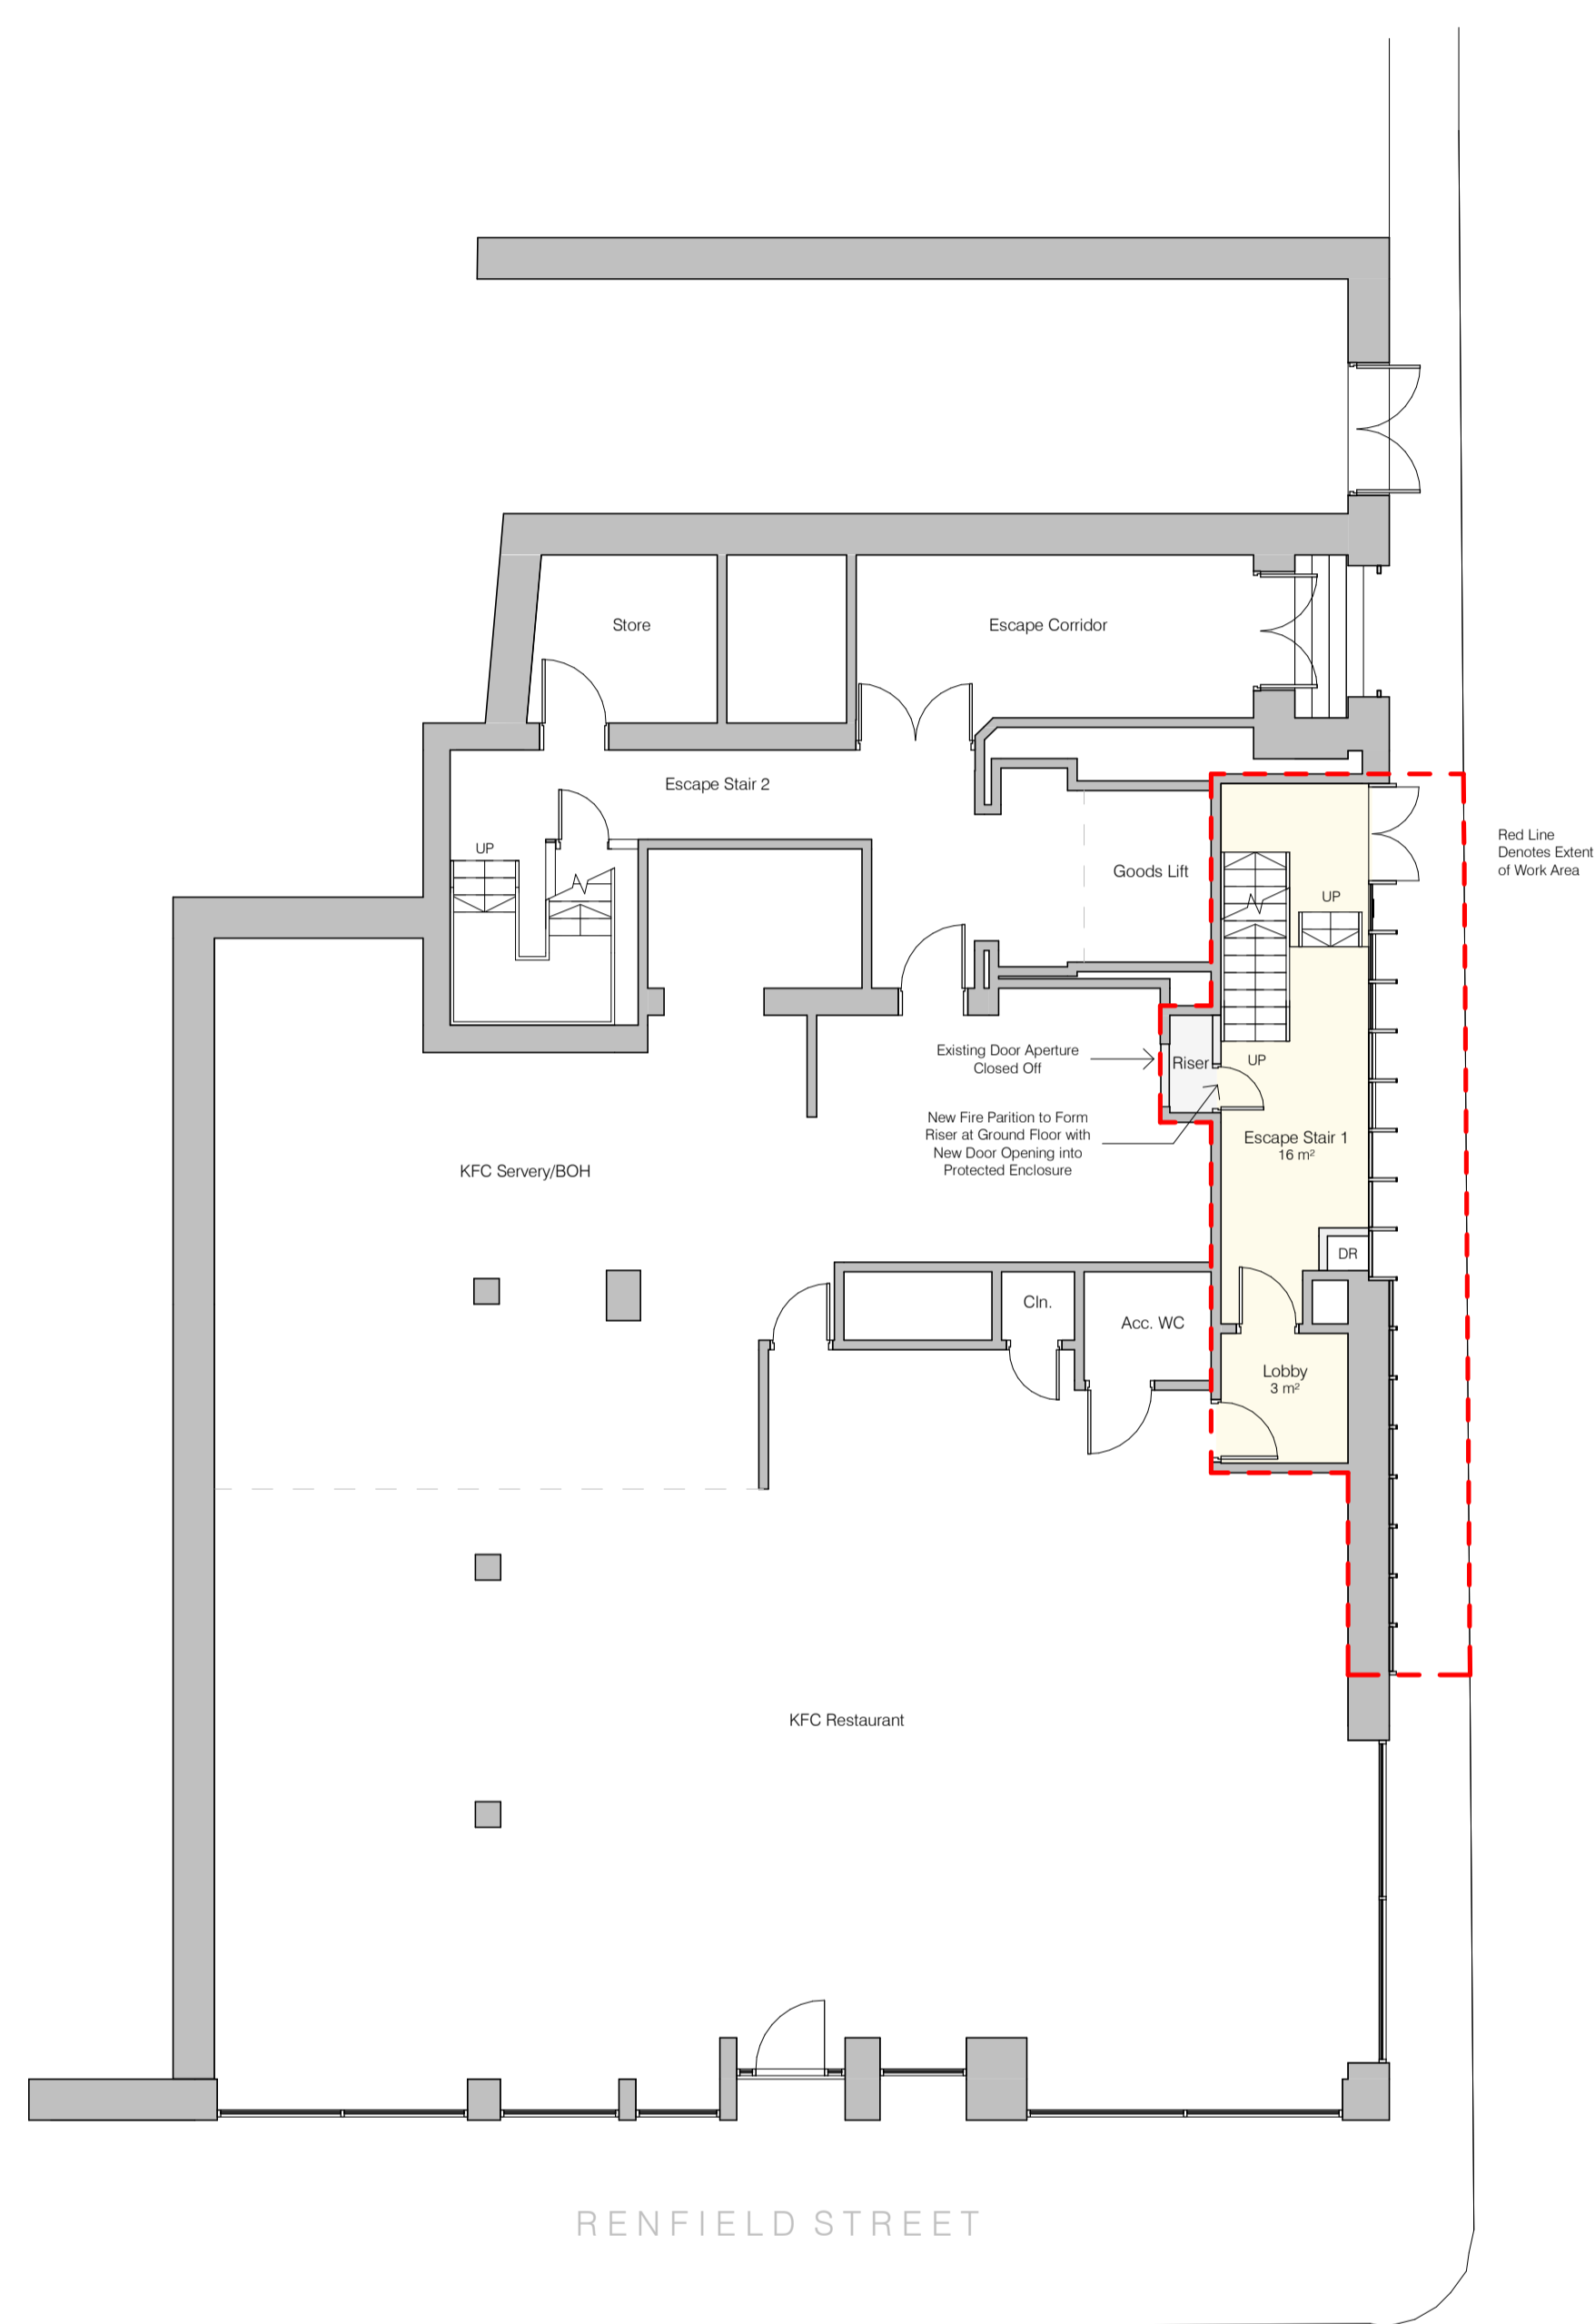 Store
Escape Corridor
Escape Stair 2
UP
Goods Lift
UP
Red Line
Denotes Extent
of Work Area
Existing Door Aperture
Closed Off
Riser
UP
New Fire Parition to Form
Riser at Ground Floor with
New Door Opening into
Protected Enclosure
Escape Stair 1
16 m²
KFC Servery/BOH
DR
Cln.
Acc. WC
Lobby
3 m²
KFC Restaurant
RENFIELD STREET